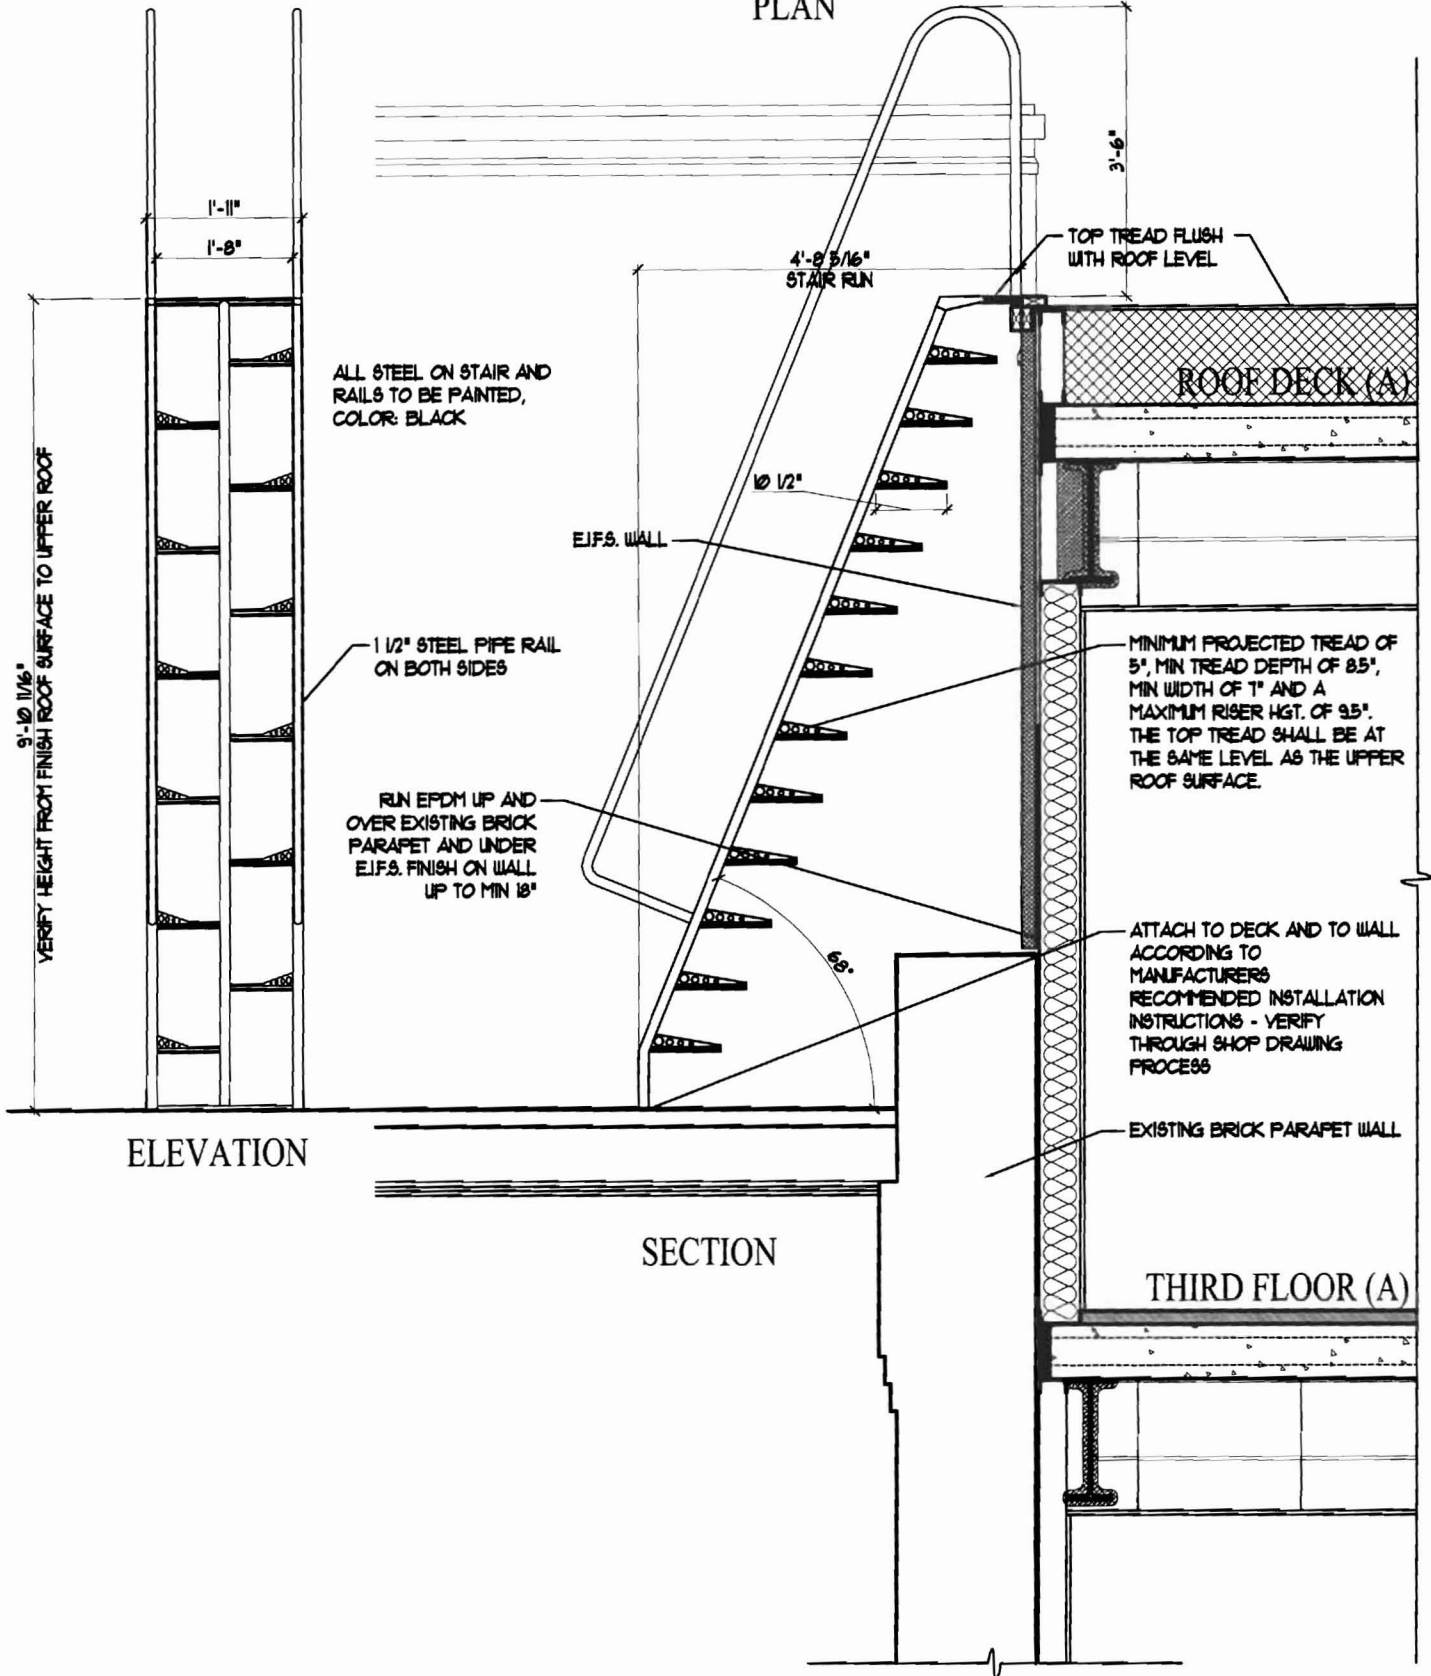 PLAN
3'-6"
1'-11"
1'-8"
4'-8 5/16"
STAIR RUN
TOP TREAD FLUSH
WITH ROOF LEVEL
ALL STEEL ON STAIR AND
RAILS TO BE PAINTED,
COLOR: BLACK
ROOF DECK (A)
10 1/2"
E.I.F.S. WALL
9'-10 11/16"
VERIFY HEIGHT FROM FINISH ROOF SURFACE TO UPPER ROOF
1 1/2" STEEL PIPE RAIL
ON BOTH SIDES
MINIMUM PROJECTED TREAD OF
5", MIN TREAD DEPTH OF 8.5",
MIN WIDTH OF 7" AND A
MAXIMUM RISER HGT. OF 9.5".
THE TOP TREAD SHALL BE AT
THE SAME LEVEL AS THE UPPER
ROOF SURFACE.
RUN EPDM UP AND
OVER EXISTING BRICK
PARAPET AND UNDER
E.I.F.S. FINISH ON WALL
UP TO MIN 18"
68°
ATTACH TO DECK AND TO WALL
ACCORDING TO
MANUFACTURERS
RECOMMENDED INSTALLATION
INSTRUCTIONS - VERIFY
THROUGH SHOP DRAWING
PROCESS
EXISTING BRICK PARAPET WALL
ELEVATION
SECTION
THIRD FLOOR (A)